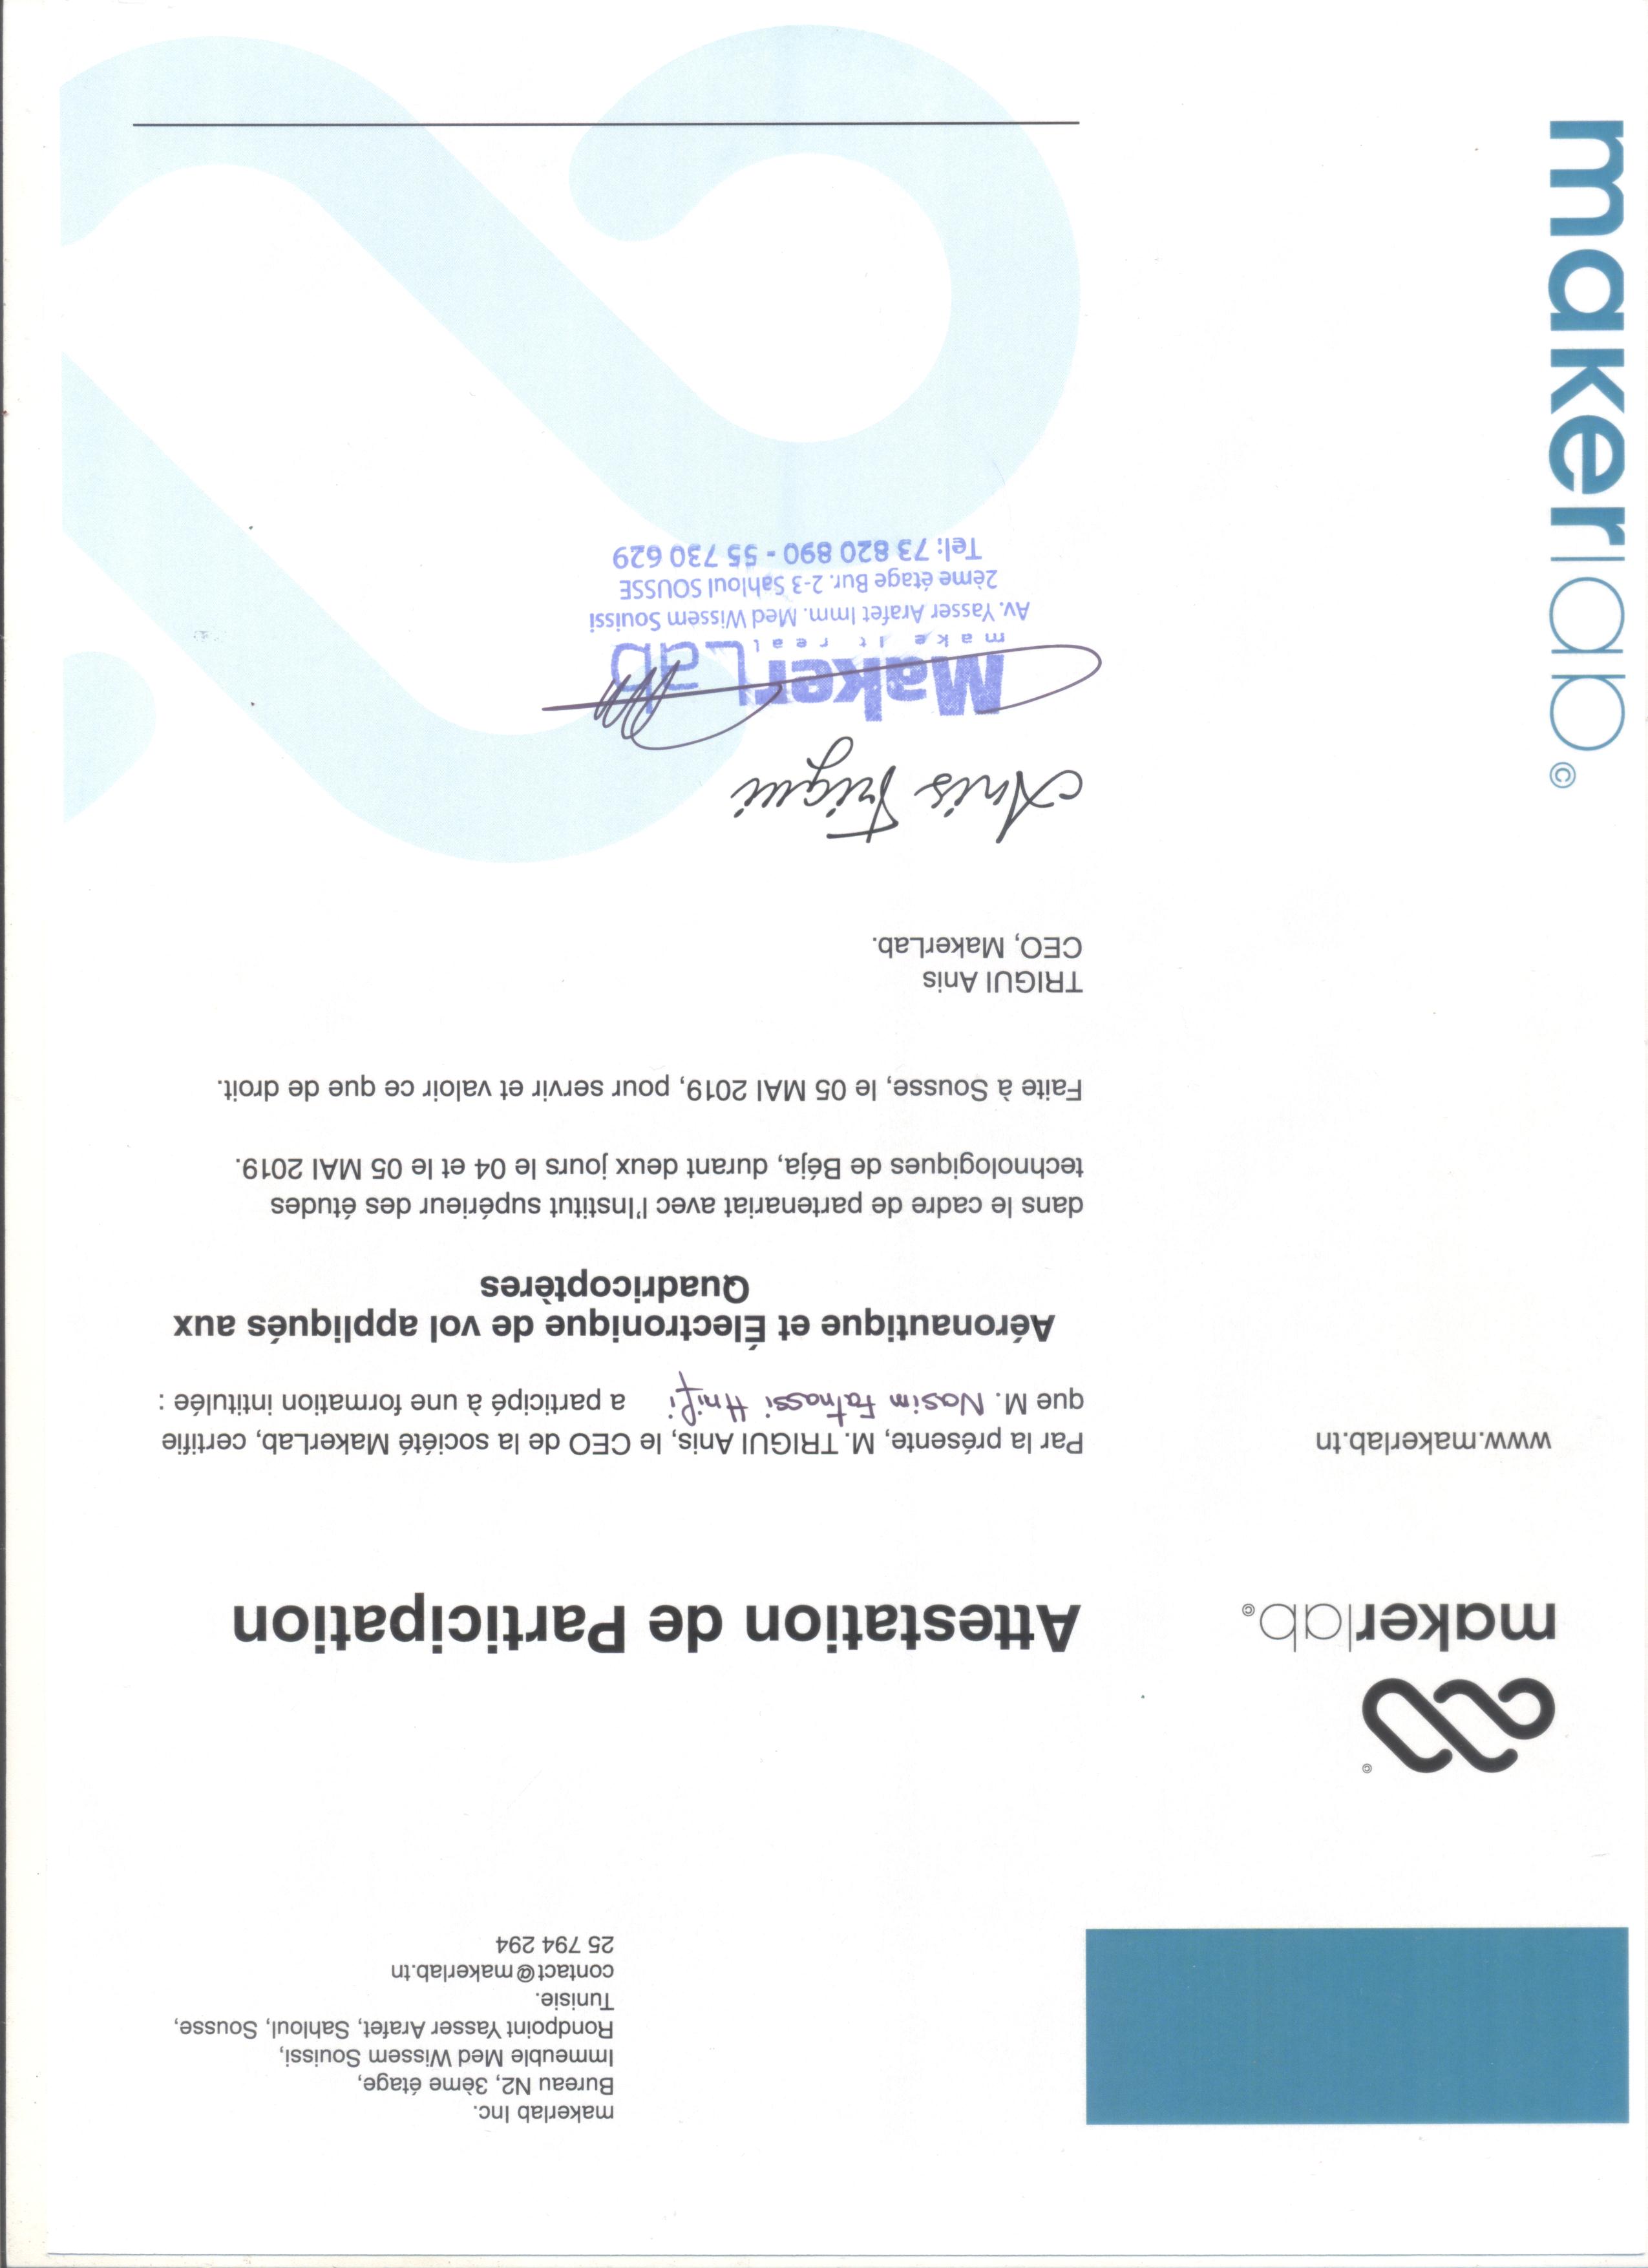 makerlab Inc.
Bureau N2, 3ème étage,
Immeuble Med Wissem Souissi,
Rondpoint Yasser Arafet, Sahloul, Sousse,
Tunisie.
contact@makerlab.tn
25 794 294
©
makerlab©
Attestation de Participation
www.makerlab.tn
Par la présente, M. TRIGUI Anis, le CEO de la société MakerLab, certifie
que M. Nasim Fatnassi Hnifi a participé à une formation intitulée :
Aéronautique et Électronique de vol appliqués aux
Quadricoptères
dans le cadre de partenariat avec l'Institut supérieur des études
technologiques de Béja, durant deux jours le 04 et le 05 MAI 2019.
Faite à Sousse, le 05 MAI 2019, pour servir et valoir ce que de droit.
TRIGUI Anis
CEO, MakerLab.
Anis Trigui
MakerLab
make it real
Av. Yasser Arafet Imm. Med Wissem Souissi
2ème étage Bur. 2-3 Sahloul SOUSSE
Tel: 73 820 890 - 55 730 629
makerlab©